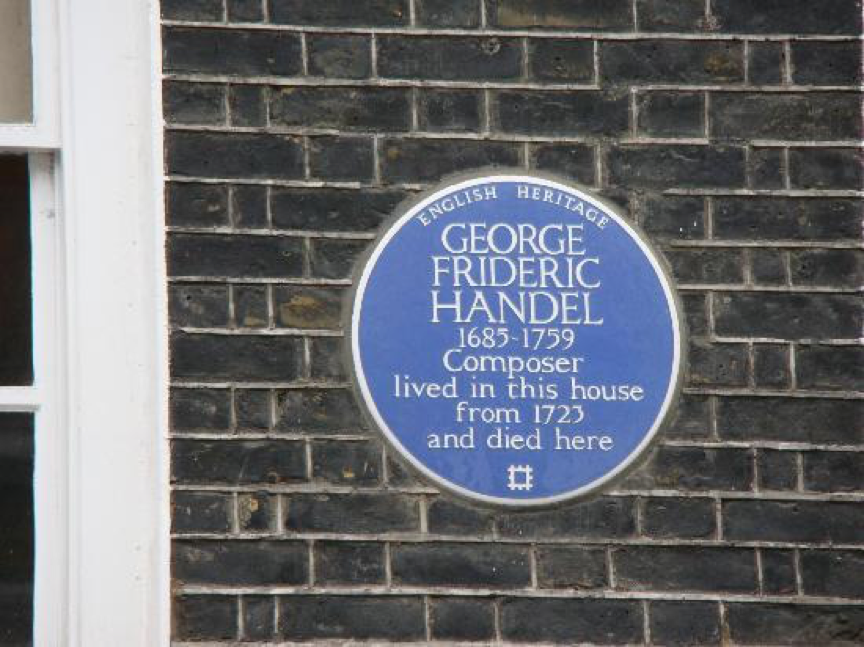 ENGLISH HERITAGE
GEORGE
FRIDERIC
HANDEL
1685-1759
Composer
lived in this house
from 1723
and died here